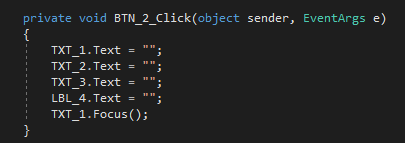 private void BTN_2_Click(object sender, EventArgs e)
{
    TXT_1.Text = "";
    TXT_2.Text = "";
    TXT_3.Text = "";
    LBL_4.Text = "";
    TXT_1.Focus();
}